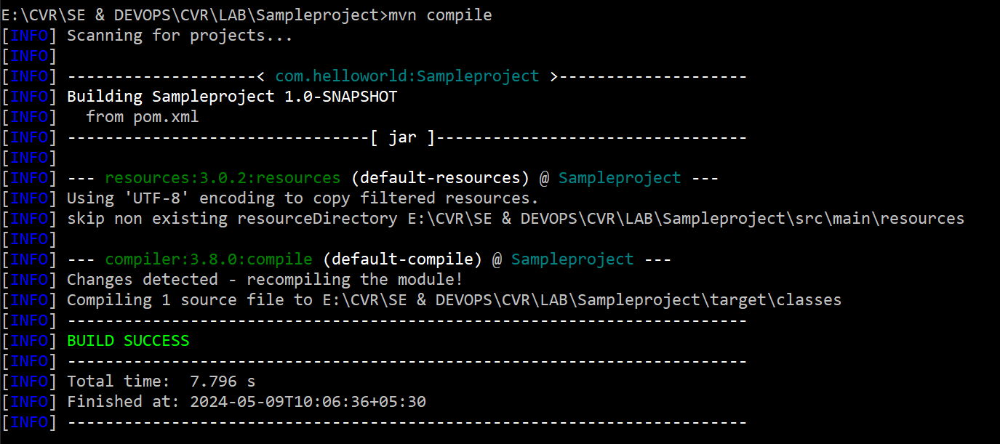 E:\CVR\SE & DEVOPS\CVR\LAB\Sampleproject>mvn compile
[INFO] Scanning for projects...
[INFO]
[INFO] --------------------< com.helloworld:Sampleproject >--------------------
[INFO] Building Sampleproject 1.0-SNAPSHOT
[INFO]   from pom.xml
[INFO] --------------------------------[ jar ]---------------------------------
[INFO]
[INFO] --- resources:3.0.2:resources (default-resources) @ Sampleproject ---
[INFO] Using 'UTF-8' encoding to copy filtered resources.
[INFO] skip non existing resourceDirectory E:\CVR\SE & DEVOPS\CVR\LAB\Sampleproject\src\main\resources
[INFO]
[INFO] --- compiler:3.8.0:compile (default-compile) @ Sampleproject ---
[INFO] Changes detected - recompiling the module!
[INFO] Compiling 1 source file to E:\CVR\SE & DEVOPS\CVR\LAB\Sampleproject\target\classes
[INFO] ------------------------------------------------------------------------
[INFO] BUILD SUCCESS
[INFO] ------------------------------------------------------------------------
[INFO] Total time:  7.796 s
[INFO] Finished at: 2024-05-09T10:06:36+05:30
[INFO] ------------------------------------------------------------------------